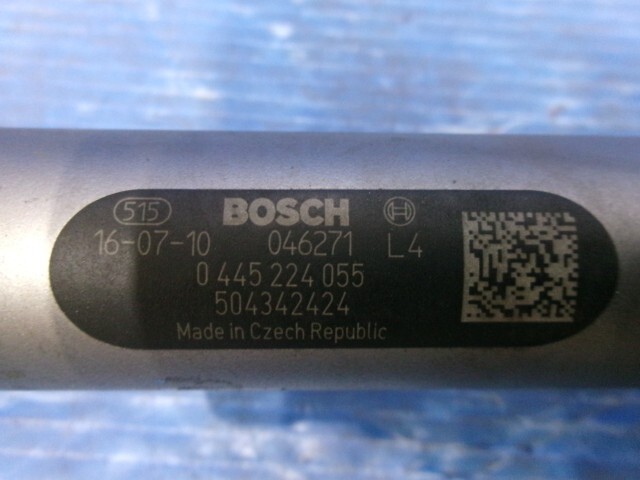 515 BOSCH
16-07-10 046271 L4
0 445 224 055
504342424
Made in Czech Republic